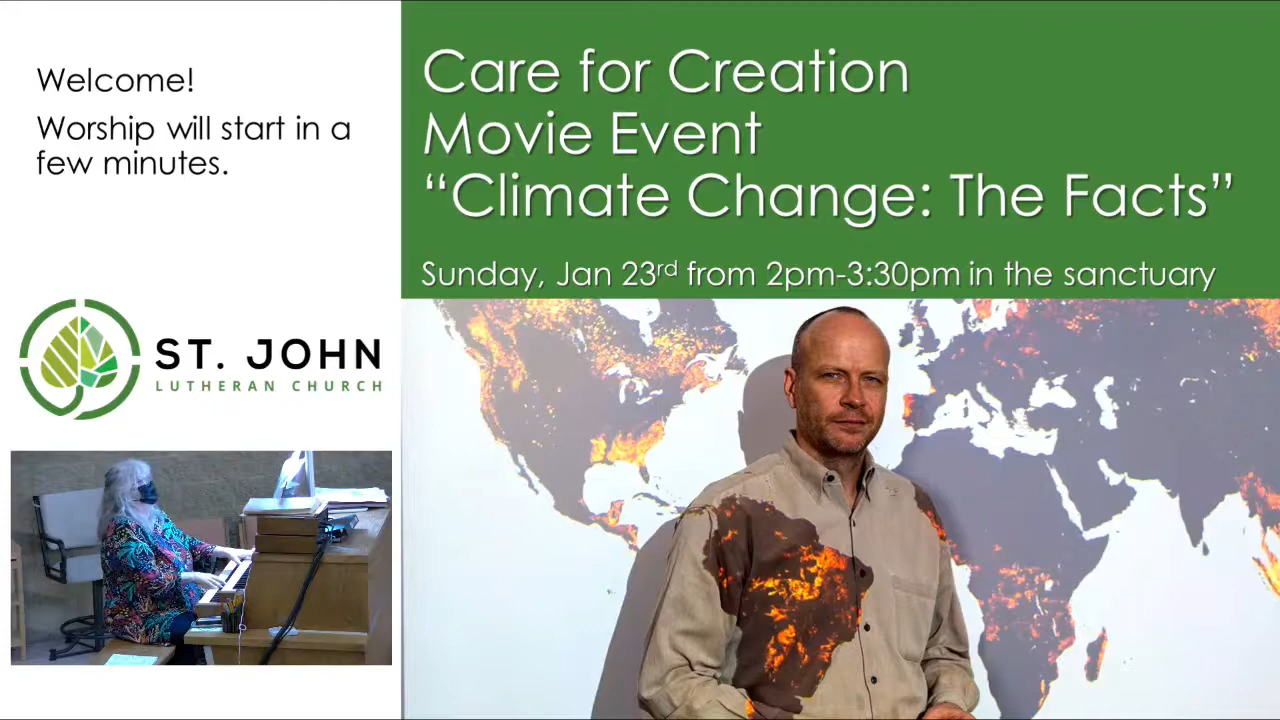 Welcome!
Worship will start in a
few minutes.
ST. JOHN
LUTHERAN CHURCH
Care for Creation
Movie Event
“Climate Change: The Facts”
Sunday, Jan 23rd from 2pm-3:30pm in the sanctuary